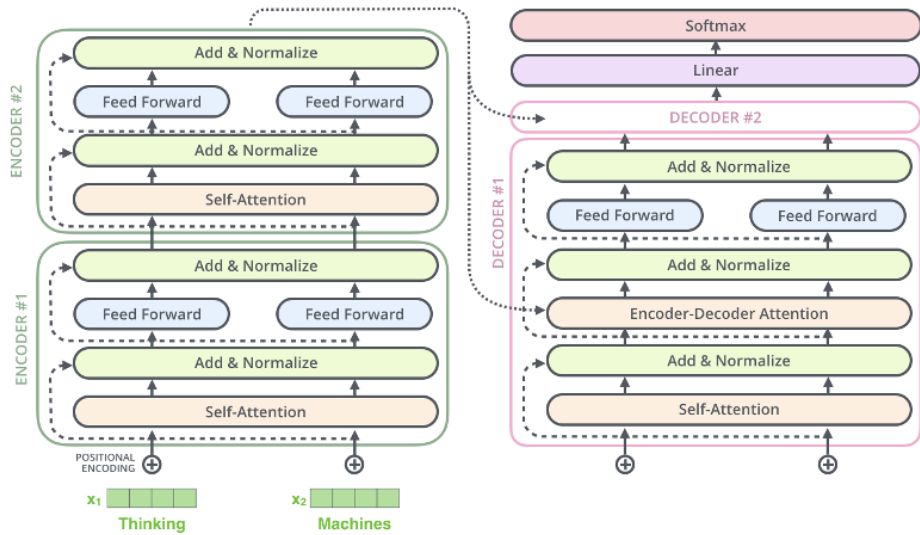 ENCODER #2
Add & Normalize
Feed Forward
Feed Forward
Add & Normalize
Self-Attention
ENCODER #1
Add & Normalize
Feed Forward
Feed Forward
Add & Normalize
Self-Attention
POSITIONAL
ENCODING
x₁
x₂
Thinking
Machines
Softmax
Linear
DECODER #2
DECODER #1
Add & Normalize
Feed Forward
Feed Forward
Add & Normalize
Encoder-Decoder Attention
Add & Normalize
Self-Attention